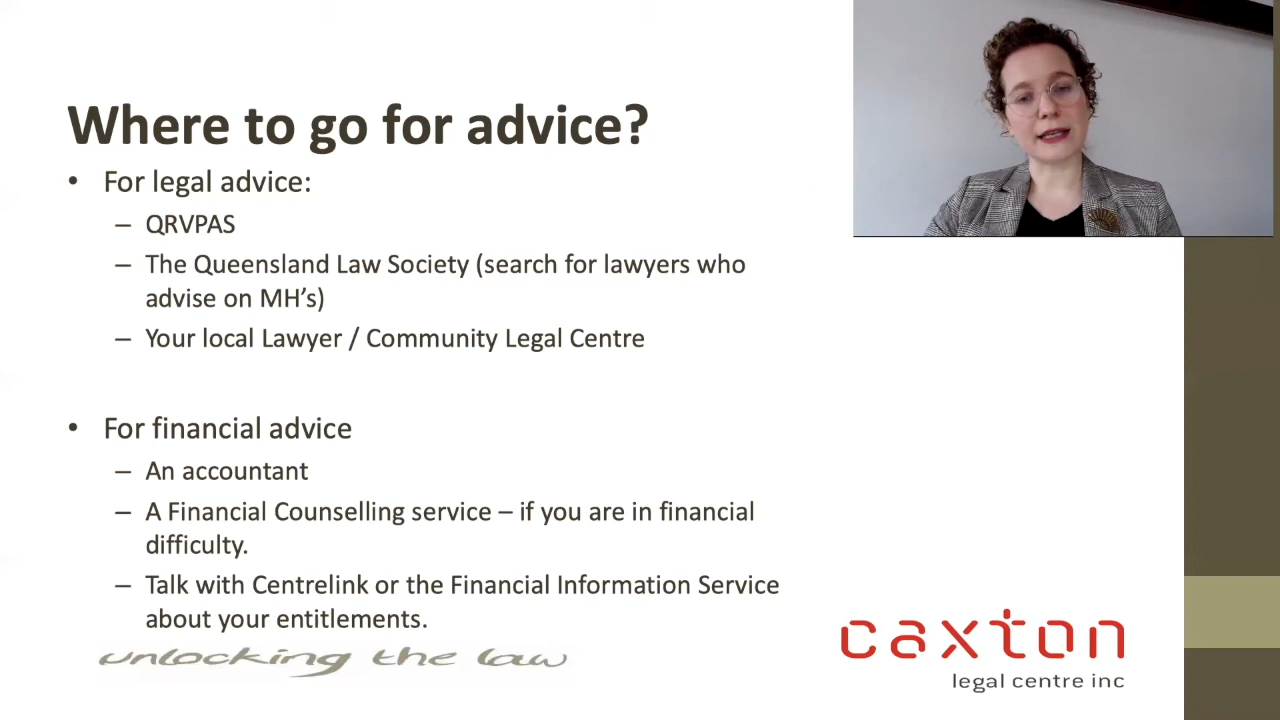 Where to go for advice?
• For legal advice:
– QRVPAS
– The Queensland Law Society (search for lawyers who
advise on MH's)
– Your local Lawyer / Community Legal Centre
• For financial advice
– An accountant
– A Financial Counselling service – if you are in financial
difficulty.
– Talk with Centrelink or the Financial Information Service
about your entitlements.
unlocking the law
caxton
legal centre inc